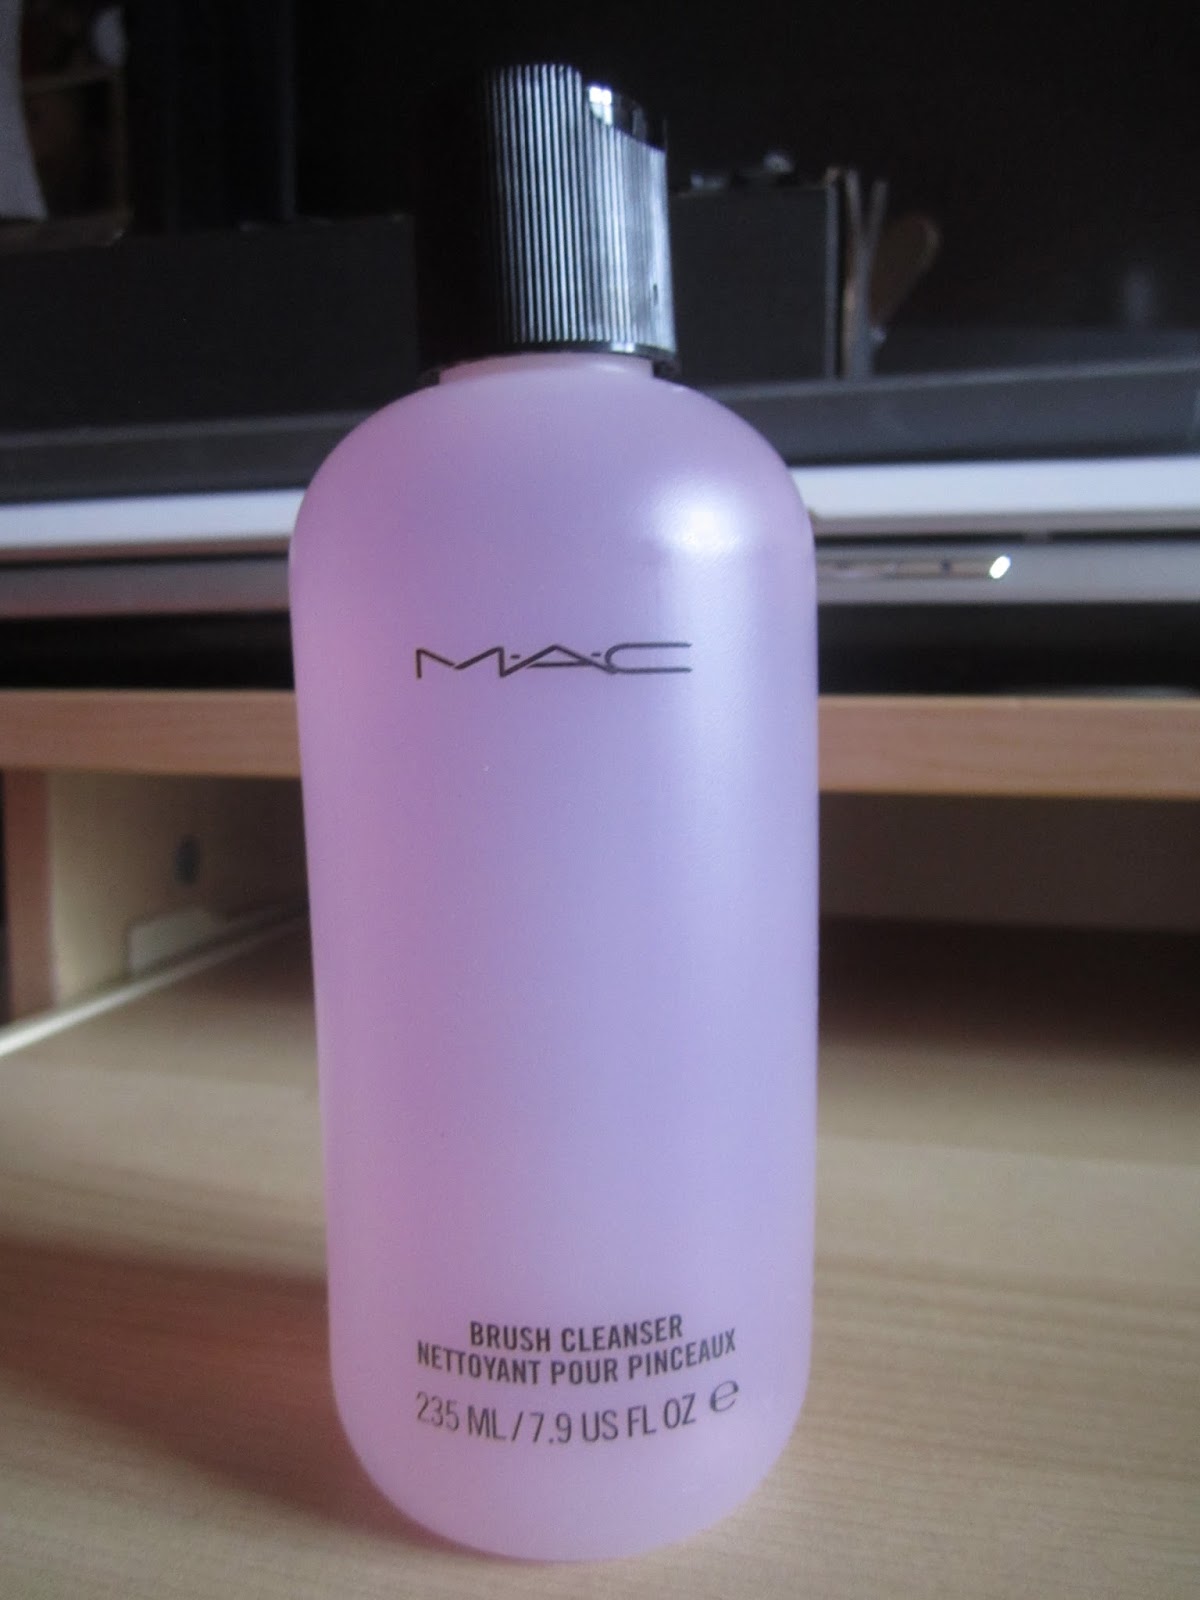 M·A·C
BRUSH CLEANSER
NETTOYANT POUR PINCEAUX
235 ML / 7.9 US FL OZ ℮